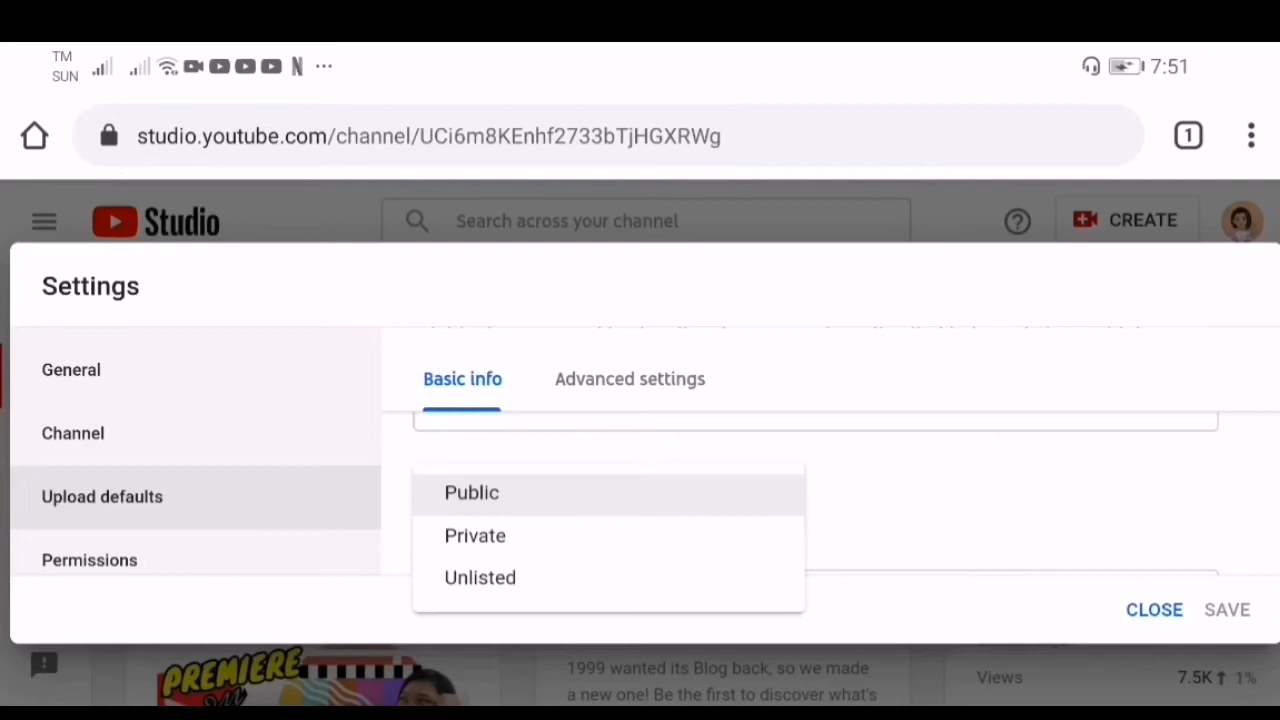 TM
SUN
N
7:51
studio.youtube.com/channel/UCi6m8KEnhf2733bTjHGXRWg
1
Studio
Search across your channel
CREATE
Settings
General
Channel
Upload defaults
Permissions
Basic info
Advanced settings
Public
Private
Unlisted
CLOSE
SAVE
PREMIERE
1999 wanted its Blog back, so we made
a new one! Be the first to discover what's
Views
7.5K
1%